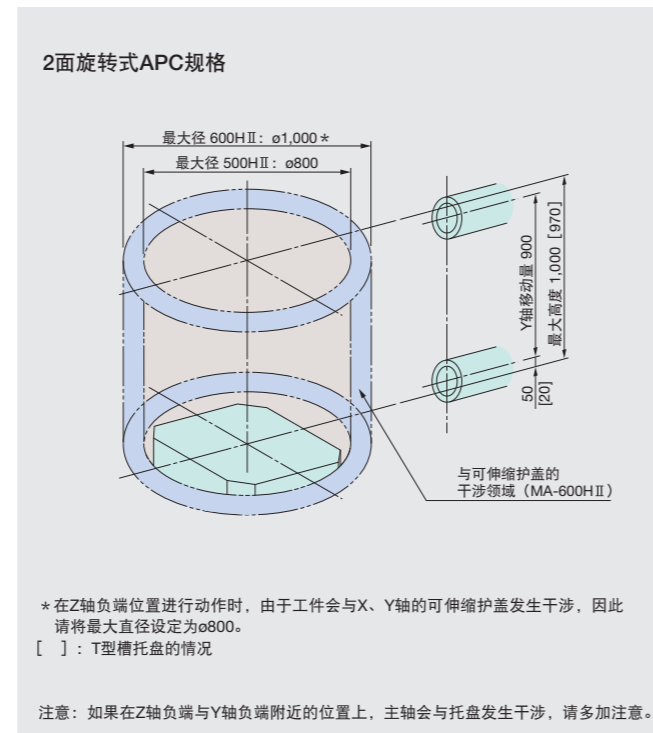 2面旋转式APC规格
最大径 600HⅡ：ø1,000＊
最大径 500HⅡ：ø800
Y轴移动量 900
最大高度 1,000［970］
50
[20]
与可伸缩护盖的
干涉领域（MA-600HⅡ）
＊在Z轴负端位置进行动作时，由于工件会与X、Y轴的可伸缩护盖发生干涉，因此
请将最大直径设定为ø800。
［　］：T型槽托盘的情况
注意：如果在Z轴负端与Y轴负端附近的位置上，主轴会与托盘发生干涉，请多加注意。